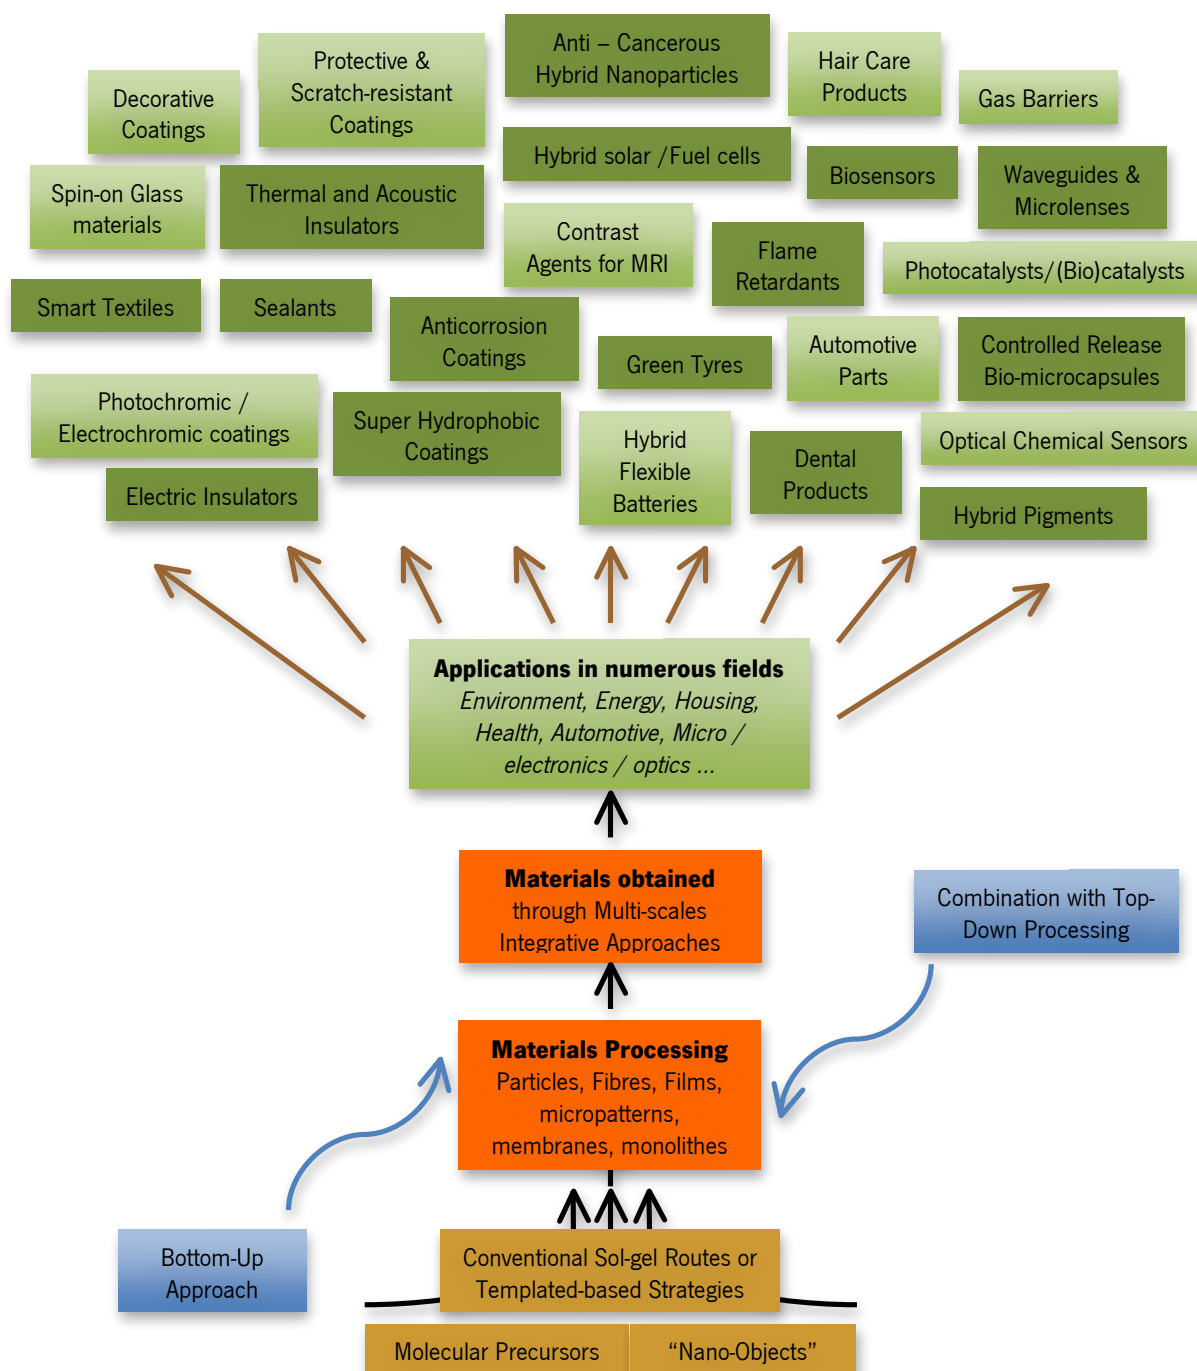 Anti – Cancerous
Hybrid Nanoparticles
Protective &
Scratch-resistant
Coatings
Hair Care
Products
Decorative
Coatings
Gas Barriers
Hybrid solar /Fuel cells
Biosensors
Waveguides &
Microlenses
Spin-on Glass
materials
Thermal and Acoustic
Insulators
Contrast
Agents for MRI
Flame
Retardants
Photocatalysts/(Bio)catalysts
Smart Textiles
Sealants
Anticorrosion
Coatings
Green Tyres
Automotive
Parts
Controlled Release
Bio-microcapsules
Photochromic /
Electrochromic coatings
Super Hydrophobic
Coatings
Hybrid
Flexible
Batteries
Dental
Products
Optical Chemical Sensors
Electric Insulators
Hybrid Pigments
Applications in numerous fields
Environment, Energy, Housing,
Health, Automotive, Micro /
electronics / optics ...
Materials obtained
through Multi-scales
Integrative Approaches
Combination with Top-
Down Processing
Materials Processing
Particles, Fibres, Films,
micropatterns,
membranes, monolithes
Bottom-Up
Approach
Conventional Sol-gel Routes or
Templated-based Strategies
Molecular Precursors
“Nano-Objects”